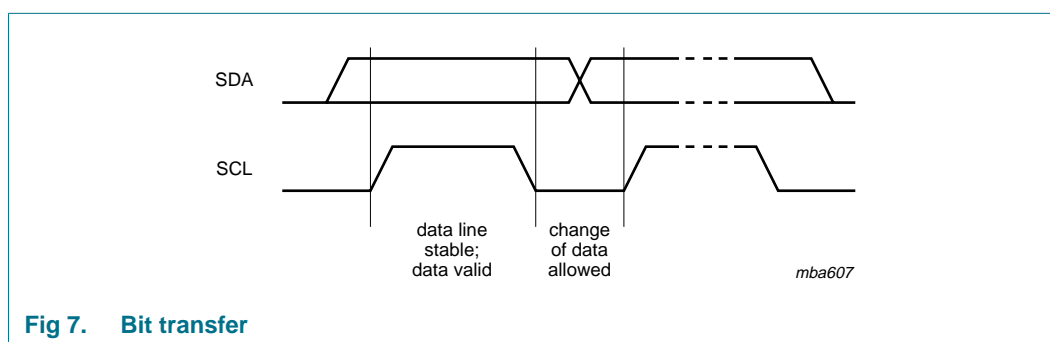 SDA
SCL
data line
stable;
data valid
change
of data
allowed
mba607
Fig 7. Bit transfer